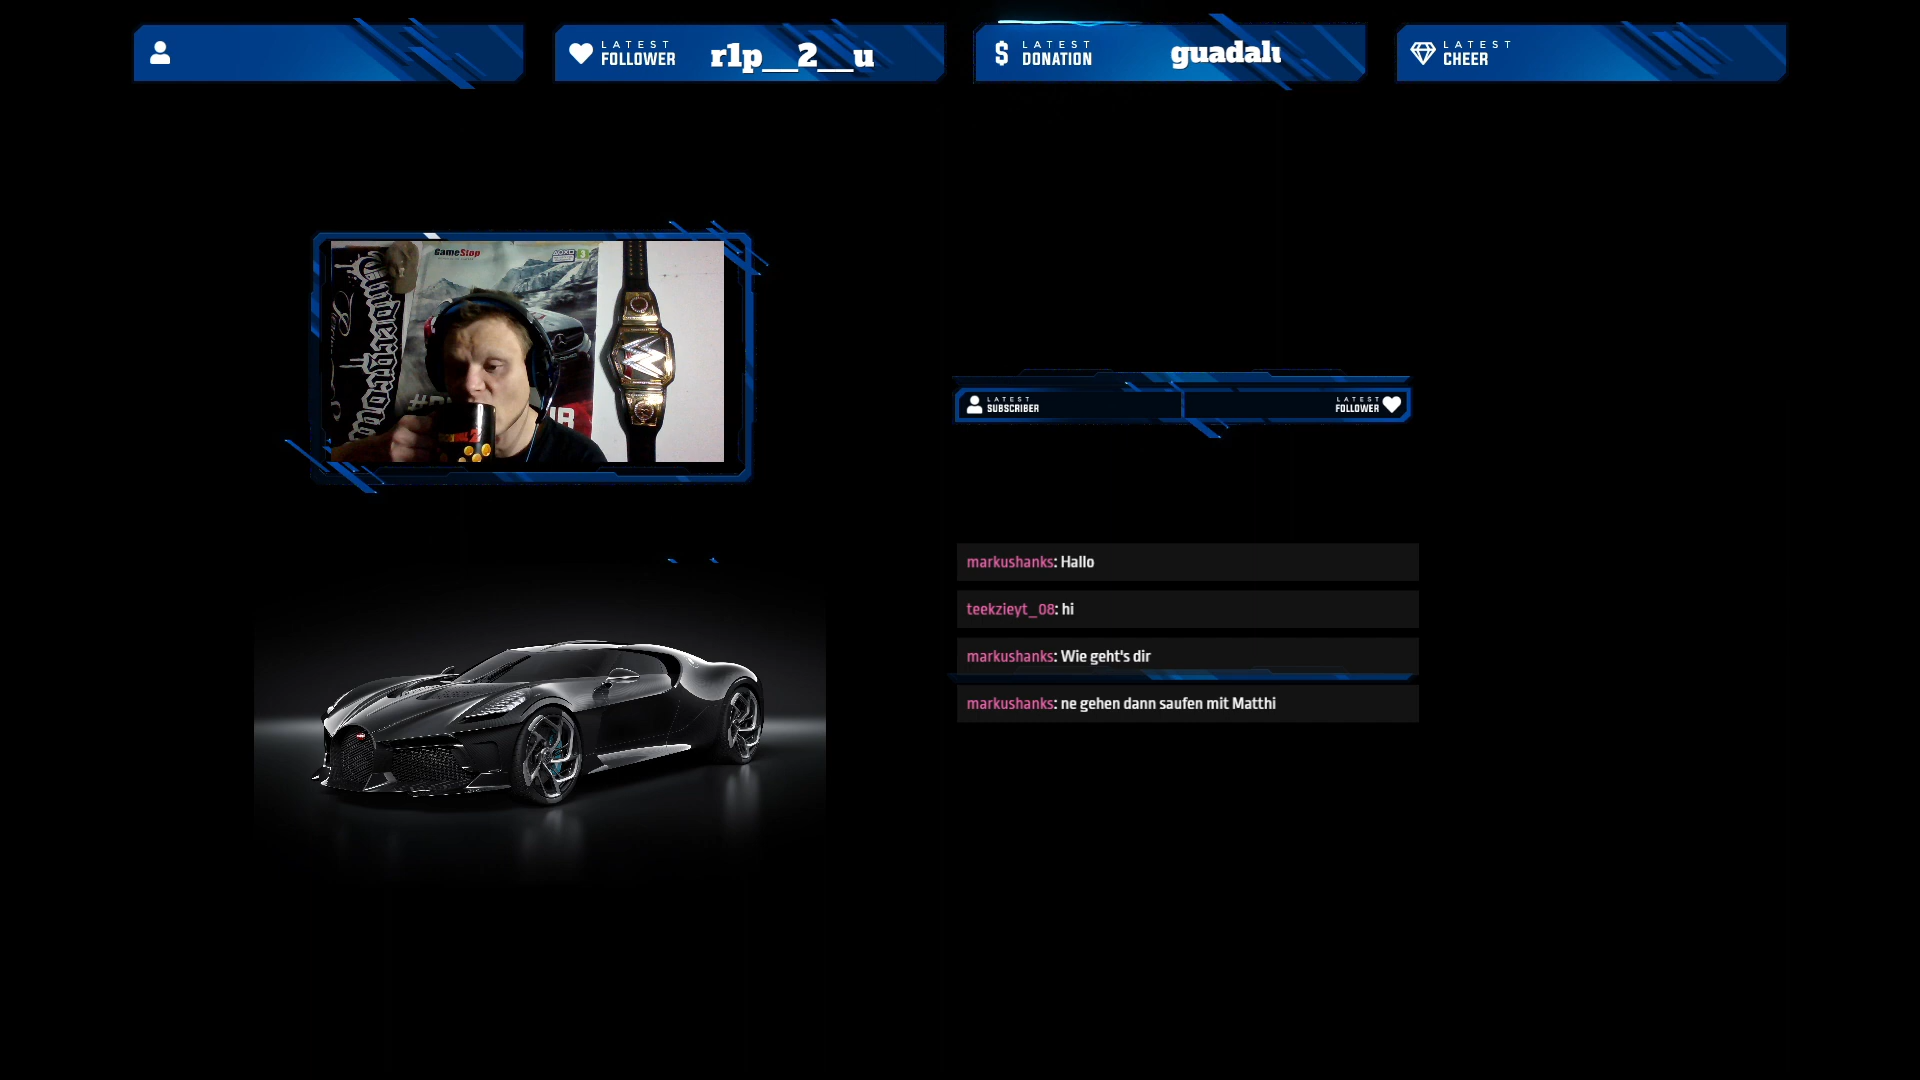 LATEST
FOLLOWER
r1p__2__u
LATEST
DONATION
guadalu
LATEST
CHEER
GameStop
LATEST
SUBSCRIBER
LATEST
FOLLOWER
markushanks: Hallo
teekzieyt_08: hi
markushanks: Wie geht's dir
markushanks: ne gehen dann saufen mit Matthi